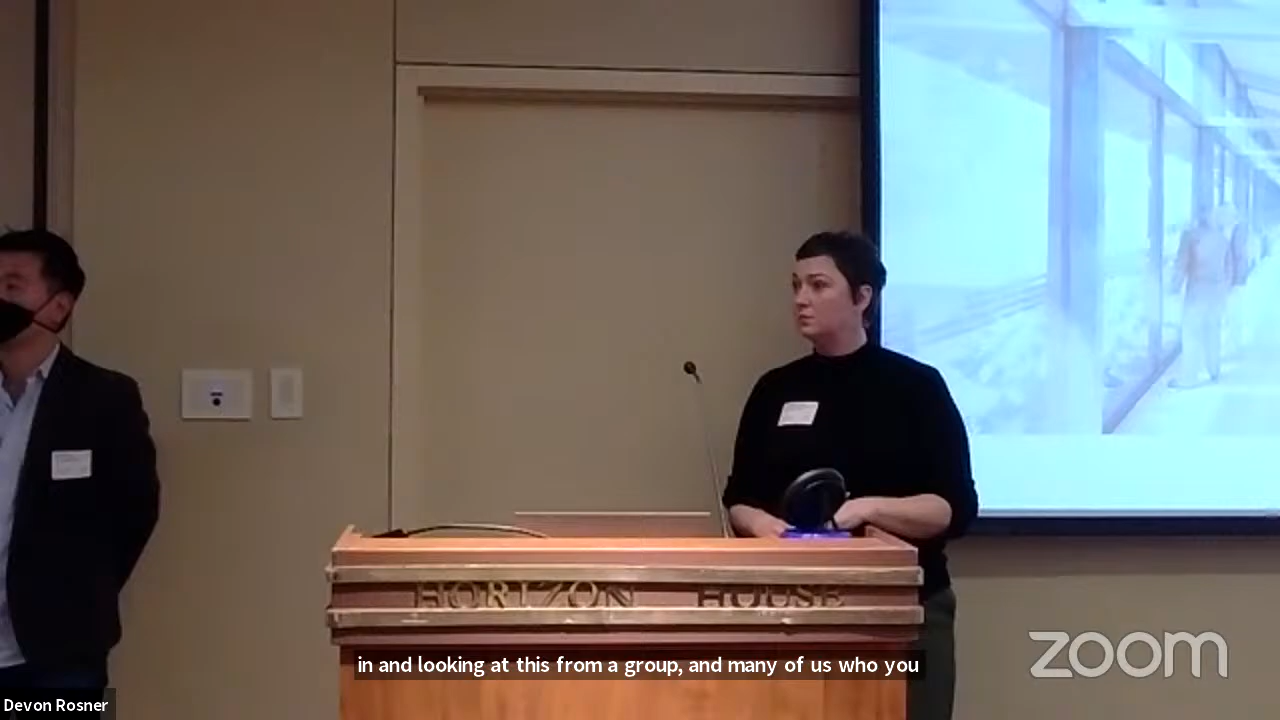 HORIZON HOUSE
in and looking at this from a group, and many of us who you
zoom
Devon Rosner